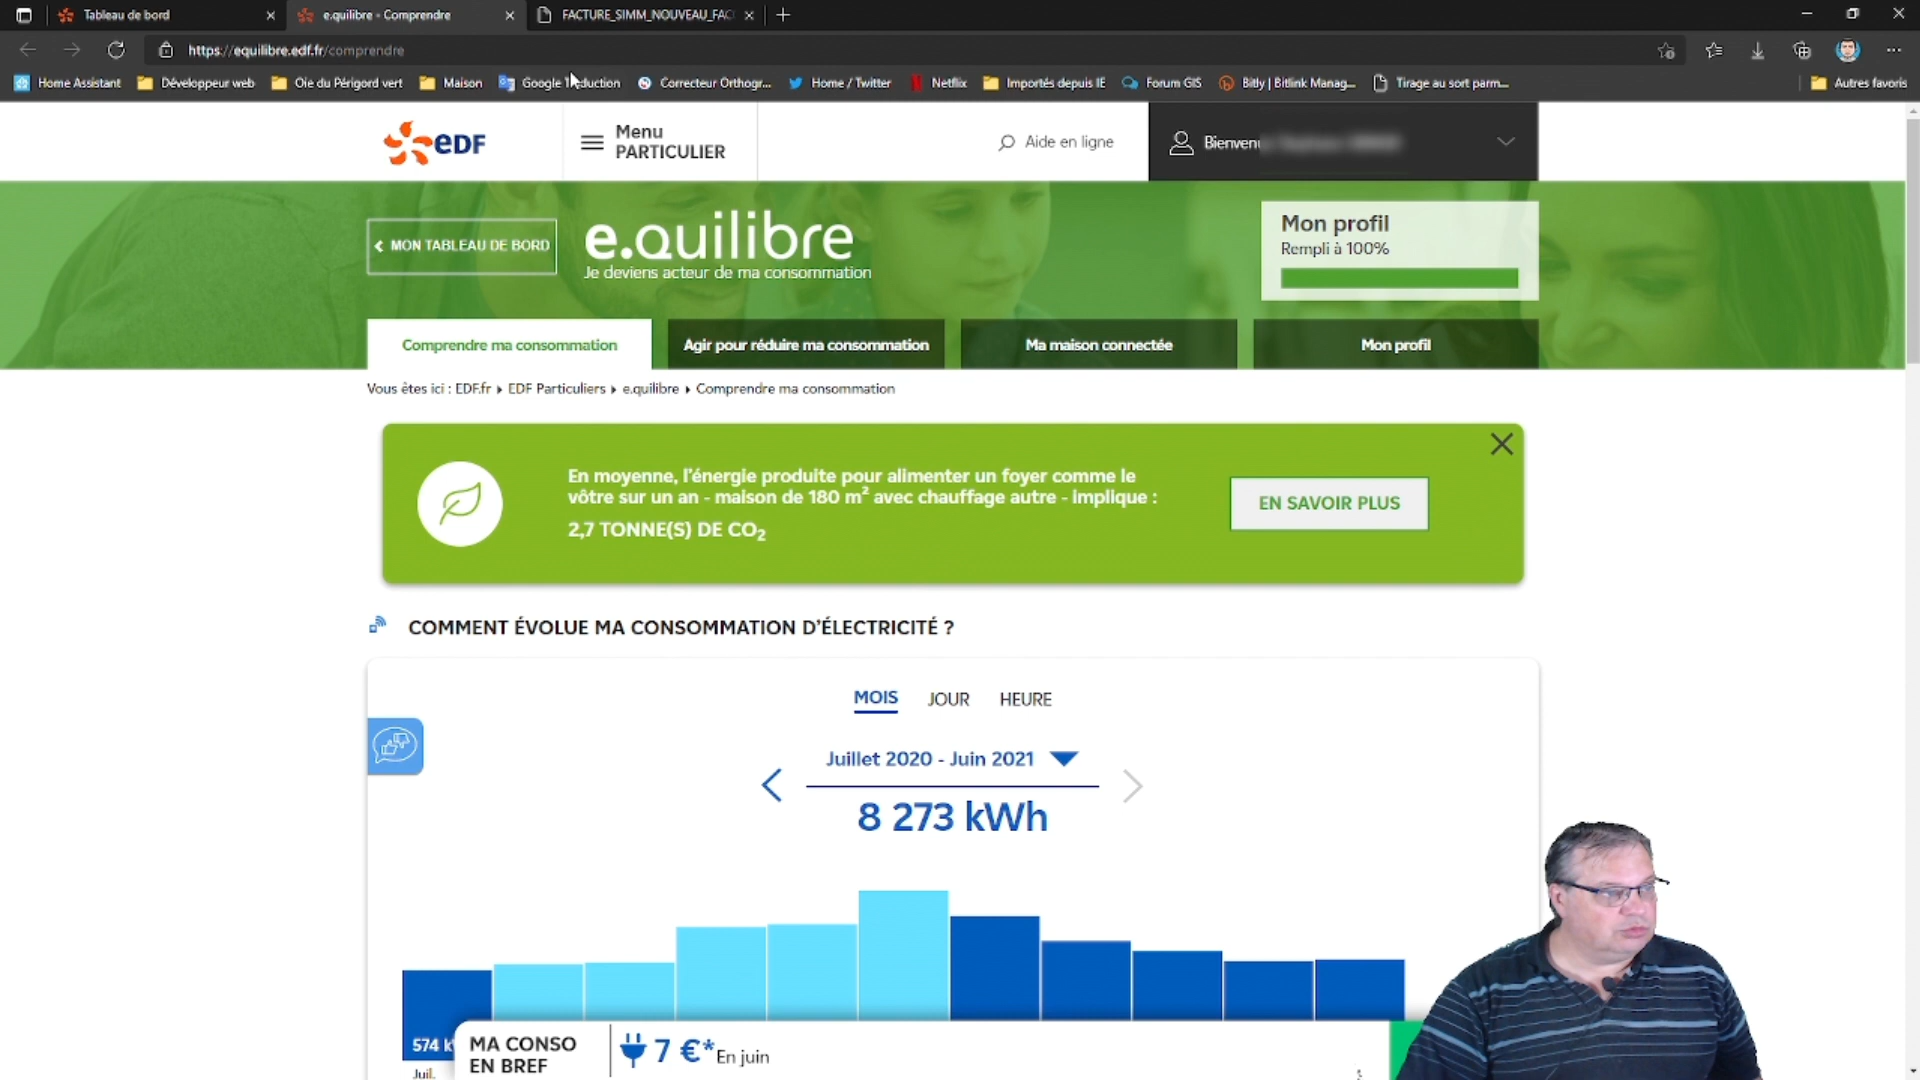 Tableau de bord
e.quilibre - Comprendre
FACTURE_SIMM_NOUVEAU_FAC
https://equilibre.edf.fr/comprendre
Home Assistant
Développeur web
Oie du Périgord vert
Maison
Google Traduction
Correcteur Orthogr...
Home / Twitter
Netflix
Importés depuis IE
Forum GIS
Bitly | Bitlink Manag...
Tirage au sort parm...
Autres favoris
EDF
Menu
PARTICULIER
Aide en ligne
Bienvenu
MON TABLEAU DE BORD
e.quilibre
Je deviens acteur de ma consommation
Mon profil
Rempli à 100%
Comprendre ma consommation
Agir pour réduire ma consommation
Ma maison connectée
Mon profil
Vous êtes ici : EDF.fr ▸ EDF Particuliers ▸ e.quilibre ▸ Comprendre ma consommation
En moyenne, l'énergie produite pour alimenter un foyer comme le
vôtre sur un an - maison de 180 m² avec chauffage autre - implique :
2,7 TONNE(S) DE CO₂
EN SAVOIR PLUS
COMMENT ÉVOLUE MA CONSOMMATION D'ÉLECTRICITÉ ?
MOIS
JOUR
HEURE
Juillet 2020 - Juin 2021
8 273 kWh
574 k
Juil.
MA CONSO
EN BREF
7 €* En juin